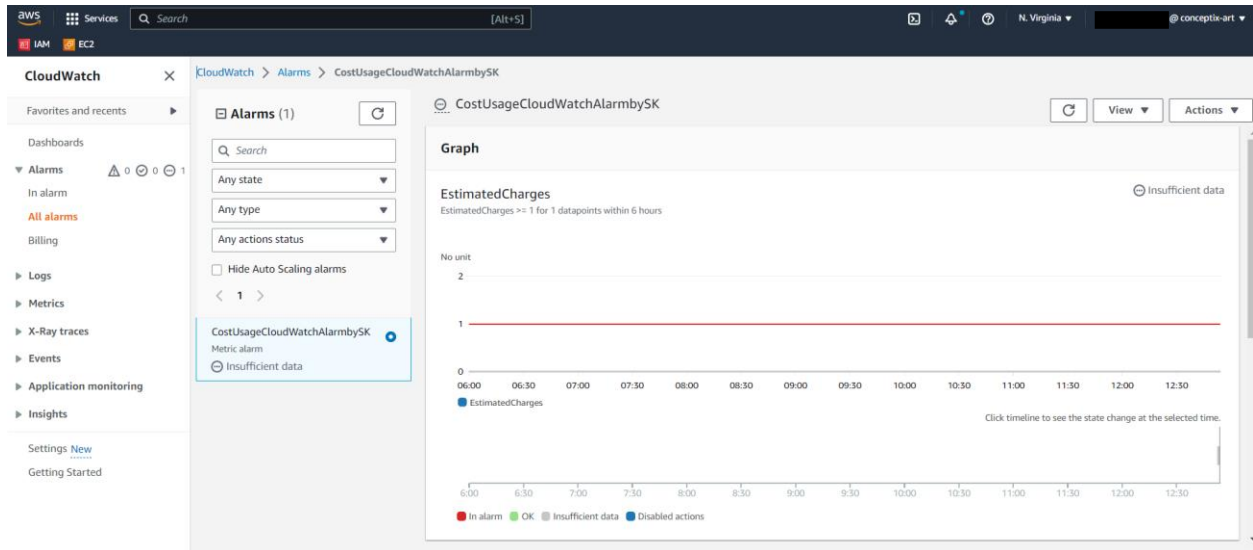 aws Services Search [Alt+S] N. Virginia @ conceptix-art
IAM EC2
CloudWatch
Favorites and recents
Dashboards
Alarms 0 0 1
In alarm
All alarms
Billing
Logs
Metrics
X-Ray traces
Events
Application monitoring
Insights
Settings New
Getting Started
CloudWatch > Alarms > CostUsageCloudWatchAlarmbySK
Alarms (1)
Search
Any state
Any type
Any actions status
Hide Auto Scaling alarms
< 1 >
CostUsageCloudWatchAlarmbySK
Metric alarm
Insufficient data
CostUsageCloudWatchAlarmbySK
View Actions
Graph
EstimatedCharges
Insufficient data
EstimatedCharges >= 1 for 1 datapoints within 6 hours
No unit
2
1
0
06:00 06:30 07:00 07:30 08:00 08:30 09:00 09:30 10:00 10:30 11:00 11:30 12:00 12:30
EstimatedCharges
Click timeline to see the state change at the selected time.
6:00 6:30 7:00 7:30 8:00 8:30 9:00 9:30 10:00 10:30 11:00 11:30 12:00 12:30
In alarm OK Insufficient data Disabled actions